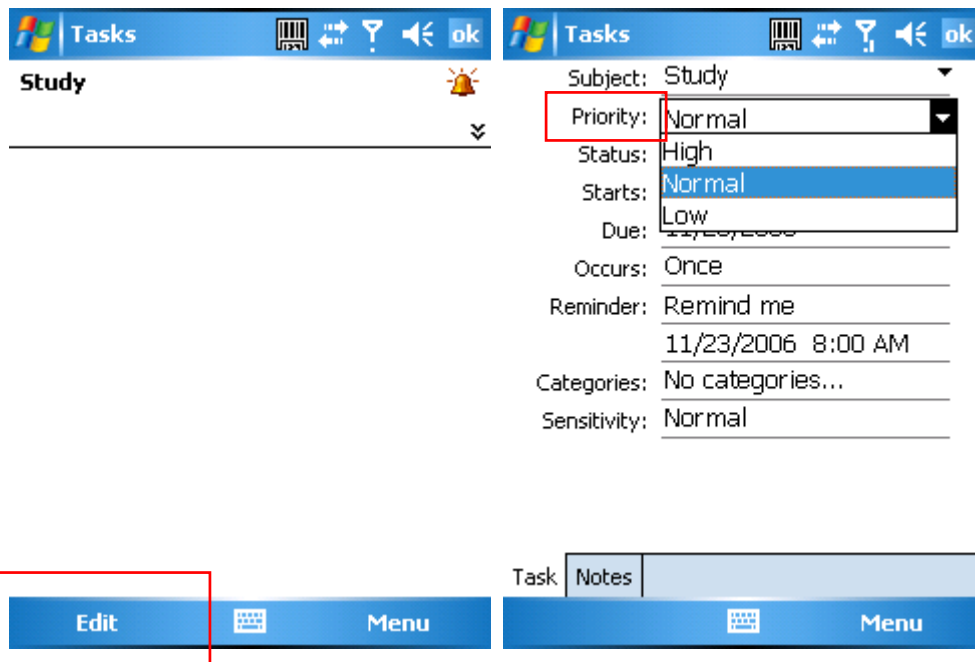 Tasks
ok
Study
Edit
Menu
Tasks
ok
Subject: Study
Priority: Normal
High
Status:
Normal
Starts:
Low
Due:
Occurs: Once
Reminder: Remind me
11/23/2006 8:00 AM
Categories: No categories...
Sensitivity: Normal
Task Notes
Menu